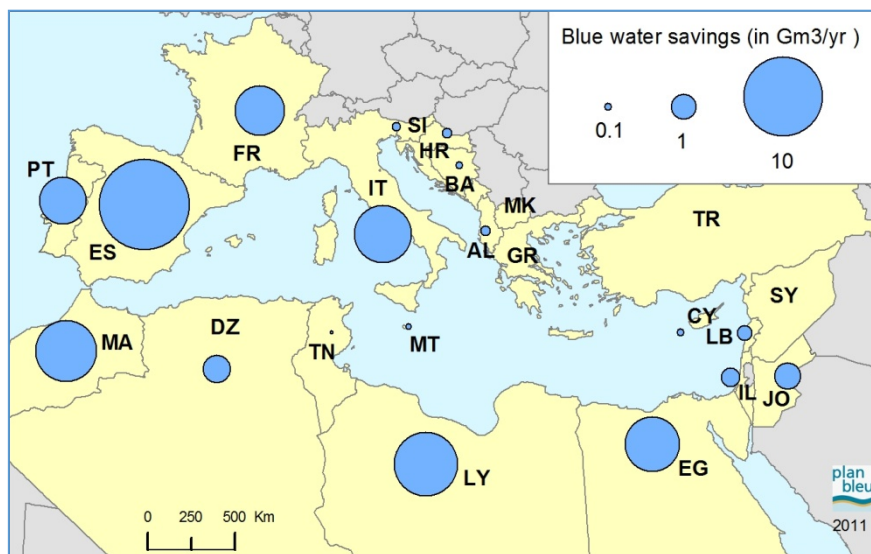 Blue water savings (in Gm3/yr )
0.1
1
10
FR
SI
HR
PT
IT
BA
ES
MK
TR
AL
GR
SY
MA
DZ
TN
MT
CY
LB
IL
JO
LY
EG
0 250 500 Km
plan
bleu
2011